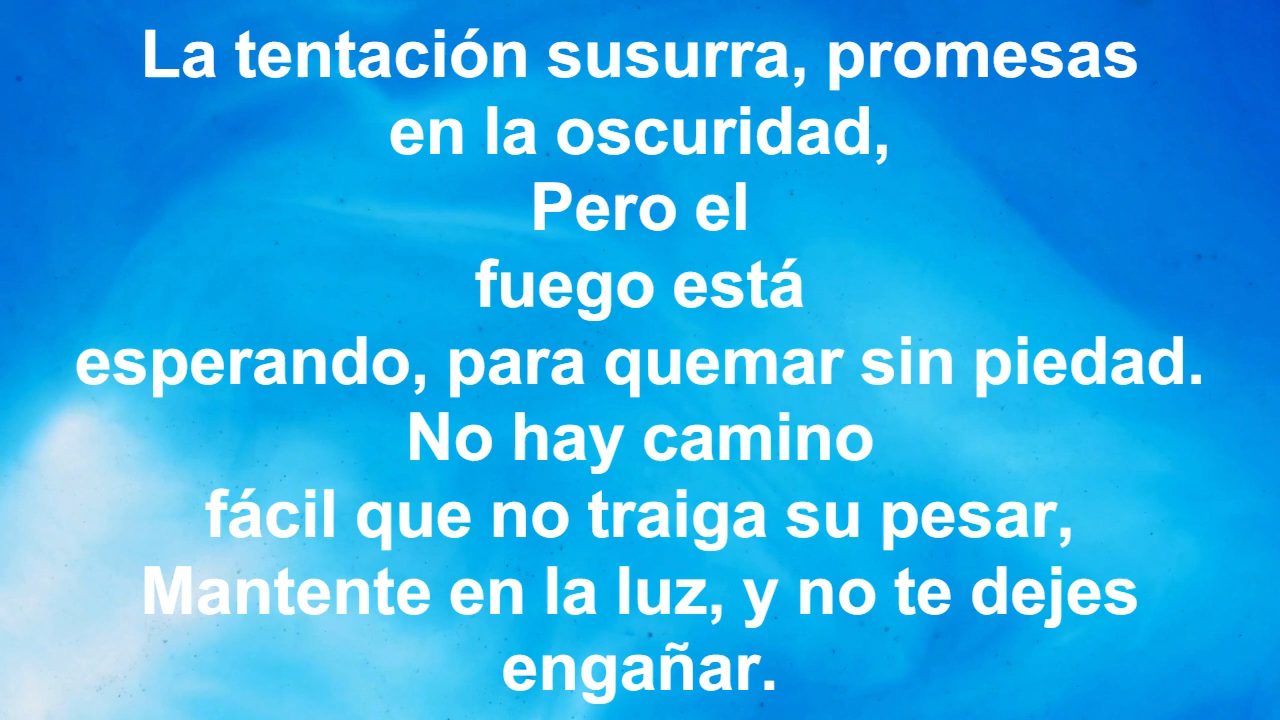 La tentación susurra, promesas
en la oscuridad,
Pero el
fuego está
esperando, para quemar sin piedad.
No hay camino
fácil que no traiga su pesar,
Mantente en la luz, y no te dejes
engañar.